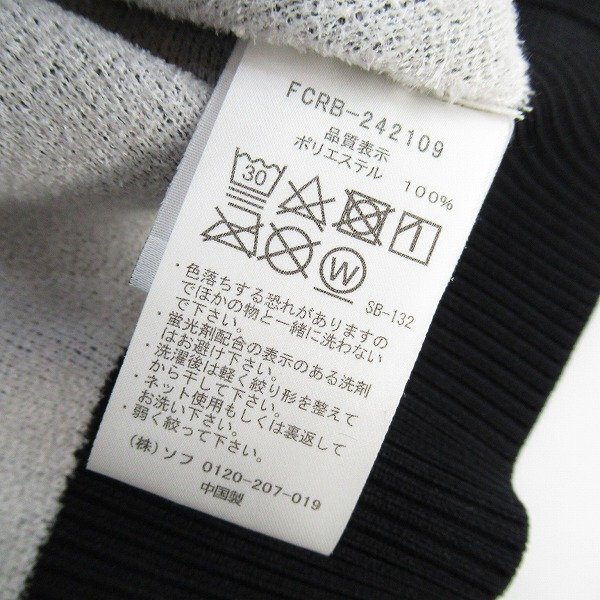 FCRB-242109
品質表示
ポリエステル 100%
30
W
SB-132
・色落ちする恐れがありますの
でほかの物と一緒に洗わない
で下さい。
・蛍光剤配合の表示のある洗剤
はお避け下さい。
・洗濯後は軽く絞り形を整えて
から干して下さい。
・ネット使用もしくは裏返して
お洗い下さい。
・弱く絞って下さい。
(株)ソフ 0120-207-019
中国製